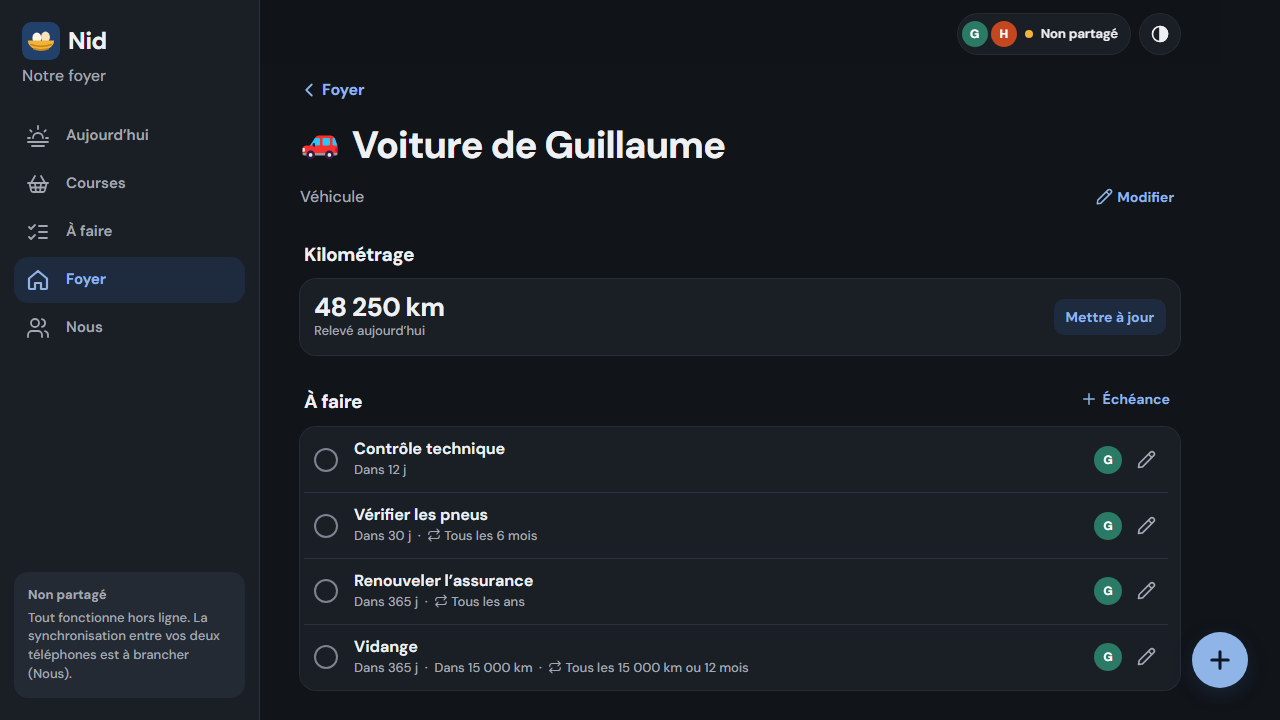 Nid
Notre foyer
Aujourd’hui
Courses
À faire
Foyer
Nous
Non partagé
Tout fonctionne hors ligne. La
synchronisation entre vos deux
téléphones est à brancher
(Nous).
G H Non partagé
Foyer
Voiture de Guillaume
Véhicule
Modifier
Kilométrage
48 250 km
Relevé aujourd’hui
Mettre à jour
À faire
Échéance
Contrôle technique
Dans 12 j
G
Vérifier les pneus
Dans 30 j · Tous les 6 mois
G
Renouveler l’assurance
Dans 365 j · Tous les ans
G
Vidange
Dans 365 j · Dans 15 000 km · Tous les 15 000 km ou 12 mois
G